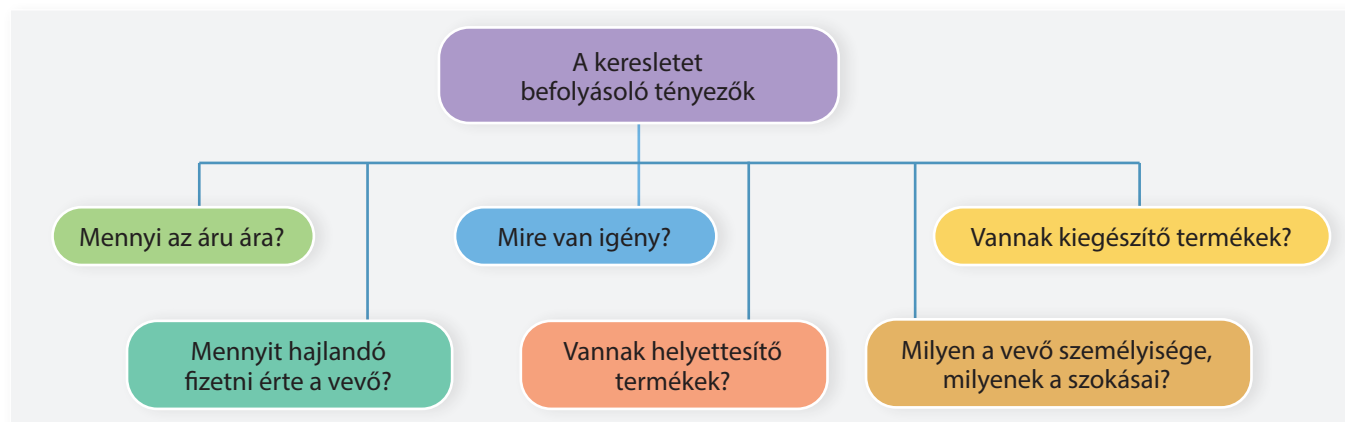 A keresletet
befolyásoló tényezők
Mennyi az áru ára?
Mire van igény?
Vannak kiegészítő termékek?
Mennyit hajlandó
fizetni érte a vevő?
Vannak helyettesítő
termékek?
Milyen a vevő személyisége,
milyenek a szokásai?